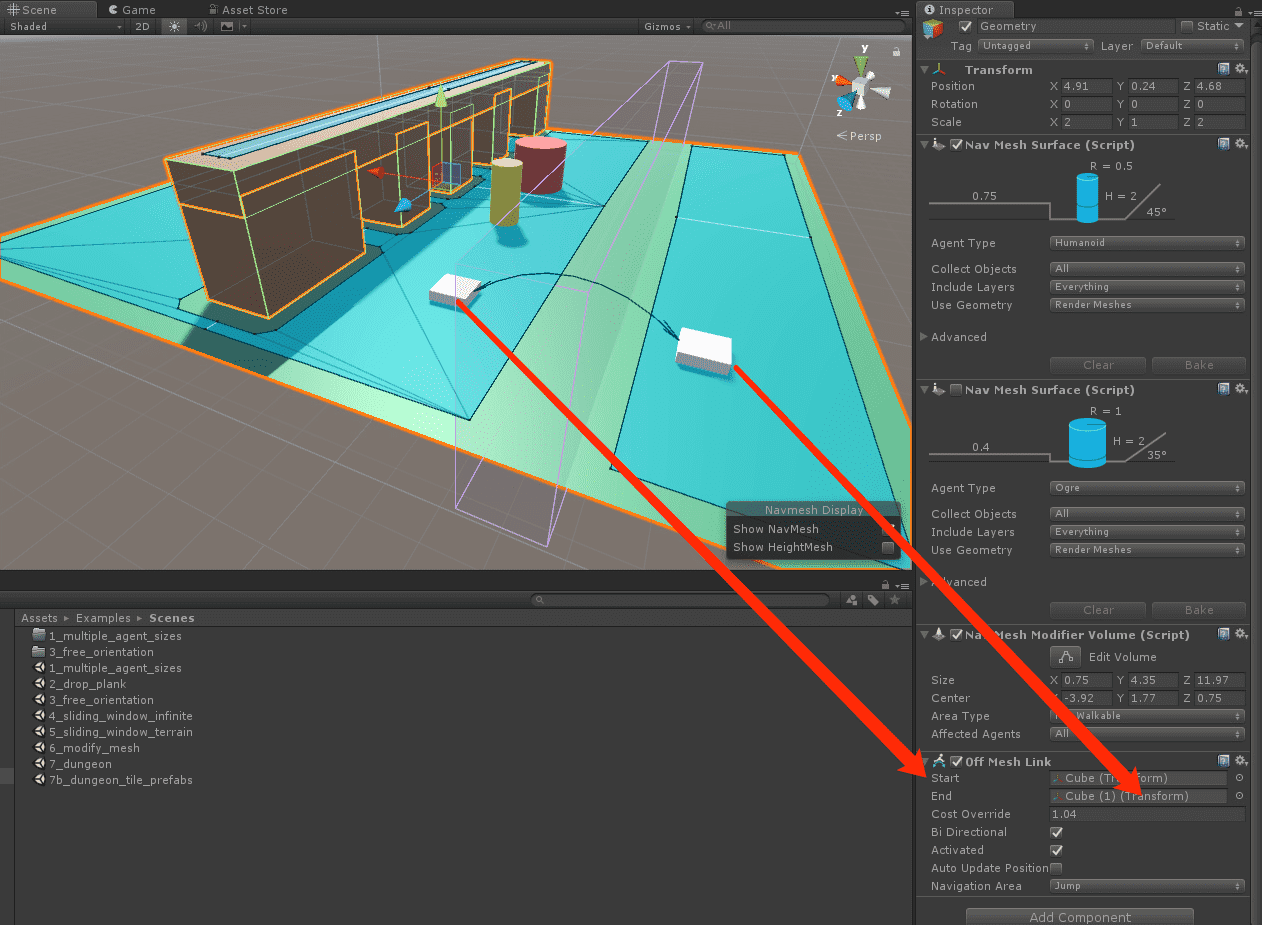 Scene Game Asset Store
Shaded 2D Gizmos All
y
x
z
Persp
Navmesh Display
Show NavMesh
Show HeightMesh
Assets Examples Scenes
1_multiple_agent_sizes
3_free_orientation
1_multiple_agent_sizes
2_drop_plank
3_free_orientation
4_sliding_window_infinite
5_sliding_window_terrain
6_modify_mesh
7_dungeon
7b_dungeon_tile_prefabs
Inspector
Geometry Static
Tag Untagged Layer Default
Transform
Position X 4.91 Y 0.24 Z 4.68
Rotation X 0 Y 0 Z 0
Scale X 2 Y 1 Z 2
Nav Mesh Surface (Script)
R = 0.5
0.75 H = 2
45°
Agent Type Humanoid
Collect Objects All
Include Layers Everything
Use Geometry Render Meshes
Advanced
Clear Bake
Nav Mesh Surface (Script)
R = 1
0.4 H = 2
35°
Agent Type Ogre
Collect Objects All
Include Layers Everything
Use Geometry Render Meshes
Clear Bake
Mesh Modifier Volume (Script)
Edit Volume
Size X 0.75 Y 4.35 Z 11.97
Center -3.92 Y 1.77 Z 0.75
Area Type Walkable
Affected Agents All
Off Mesh Link
Start Cube
End Cube (1) (Transform)
Cost Override 1.04
Bi Directional
Activated
Auto Update Position
Navigation Area Jump
Add Component